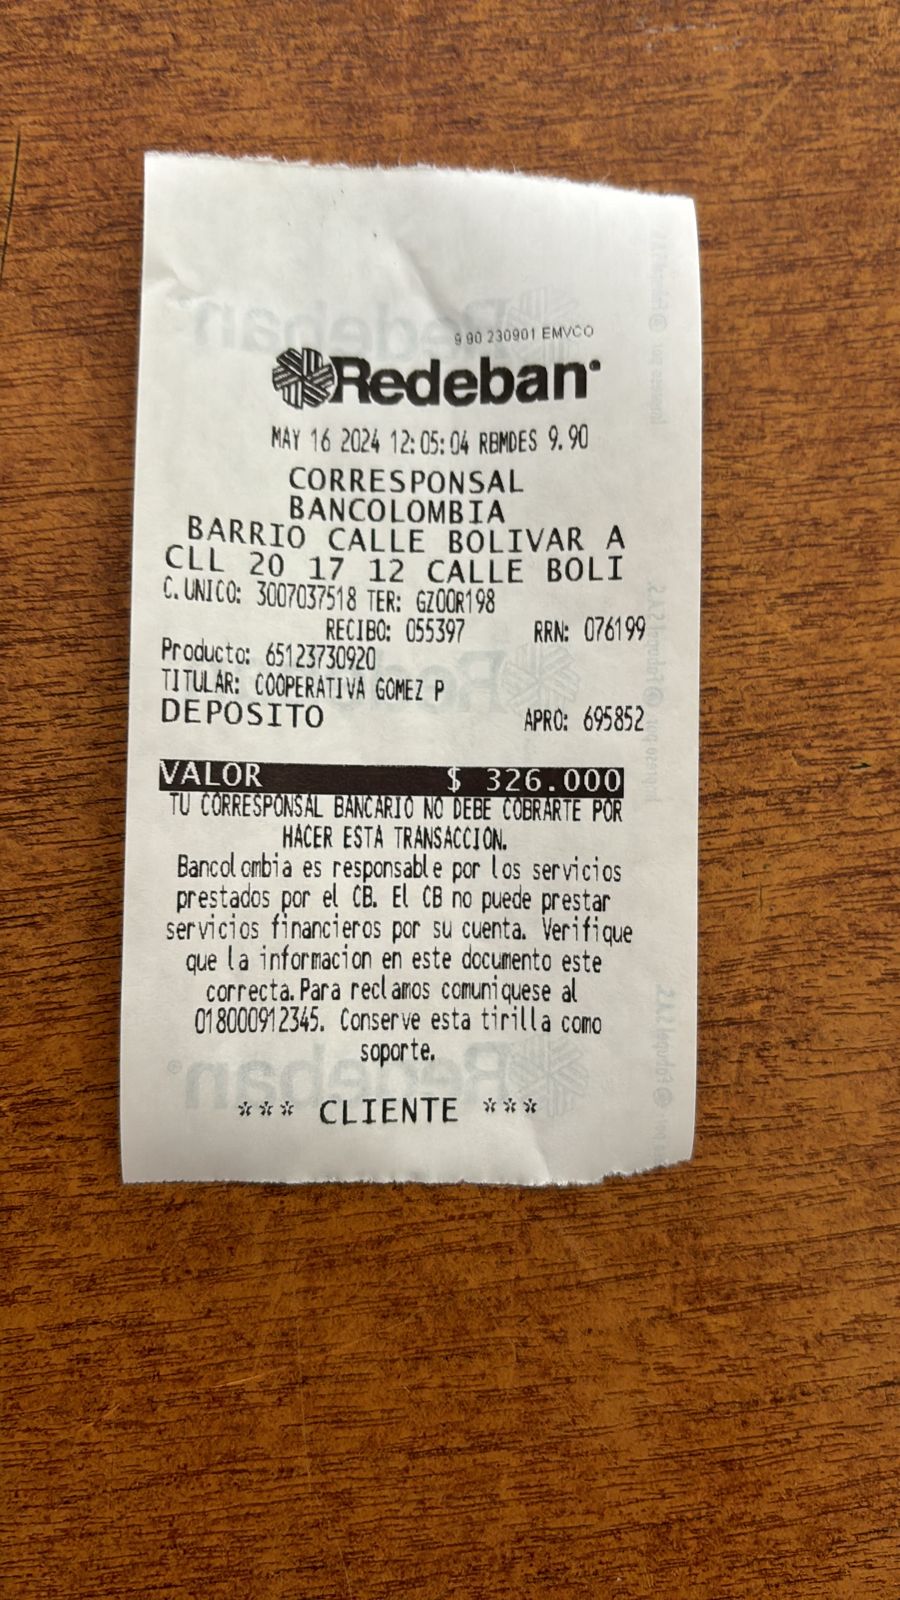 9 90 230901 EMVCO
Redeban
MAY 16 2024 12:05:04 RBMDES 9.90
CORRESPONSAL
BANCOLOMBIA
BARRIO CALLE BOLIVAR A
CLL 20 17 12 CALLE BOLI
C.UNICO: 3007037518 TER: GZOOR198
RECIBO: 055397 RRN: 076199
Producto: 65123730920
TITULAR: COOPERATIVA GOMEZ P
DEPOSITO APRO: 695852
VALOR $ 326.000
TU CORRESPONSAL BANCARIO NO DEBE COBRARTE POR
HACER ESTA TRANSACCION.
Bancolombia es responsable por los servicios
prestados por el CB. El CB no puede prestar
servicios financieros por su cuenta. Verifique
que la informacion en este documento este
correcta.Para reclamos comuniquese al
018000912345. Conserve esta tirilla como
soporte.
*** CLIENTE ***